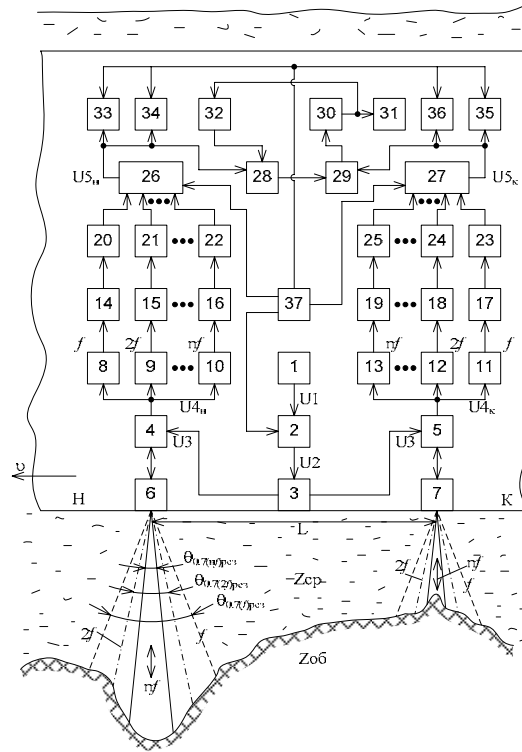 33 34 32 30 31 36 35
U5н 26 28 29 27 U5к
20 21 22 25 24 23
14 15 16 37 19 18 17
f 2f nf nf 2f f
8 9 10 1 13 12 11
U4н U1 U4к
4 U3 2 U3 5
υ U2
6 3 7
Н К
L
θ0,7(nf)рез Zср 2f nf
θ0,7(2f)рез f
θ0,7(f)рез
2f f Zоб
nf